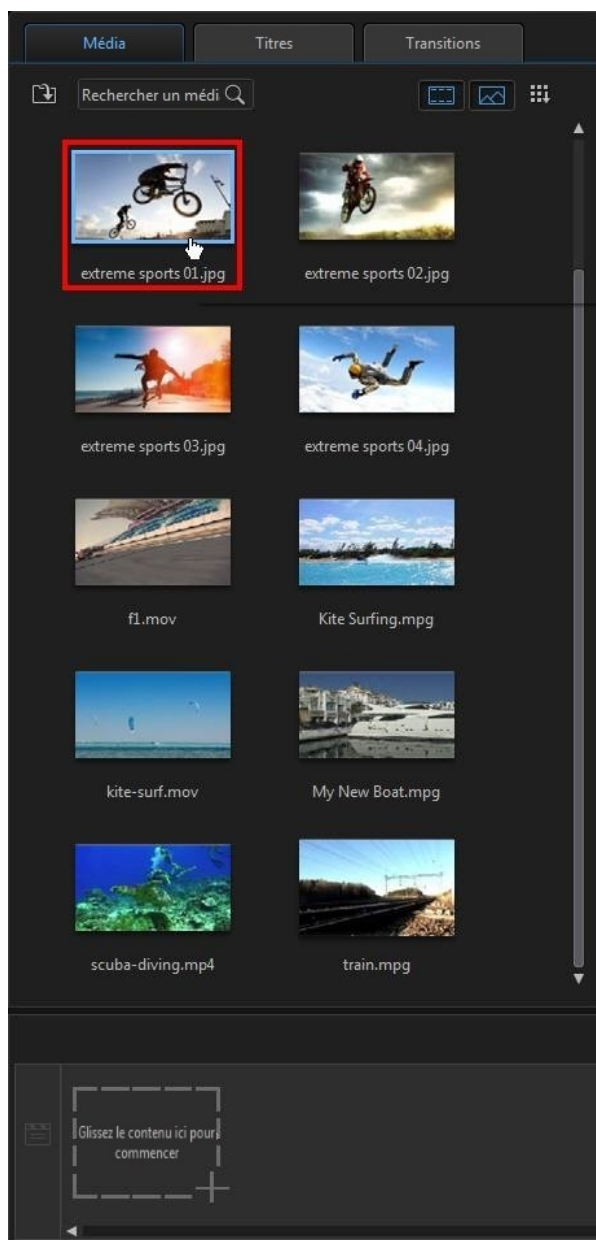 Média Titres Transitions
Rechercher un médi
extreme sports 01.jpg extreme sports 02.jpg
extreme sports 03.jpg extreme sports 04.jpg
f1.mov Kite Surfing.mpg
kite-surf.mov My New Boat.mpg
scuba-diving.mp4 train.mpg
Glissez le contenu ici pour
commencer